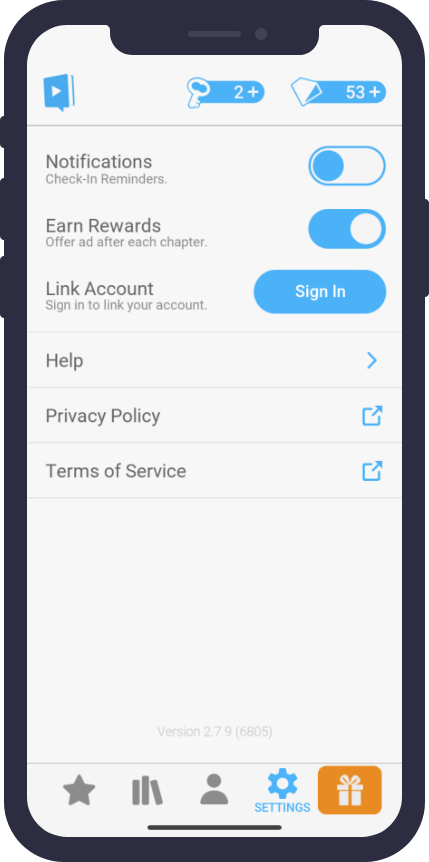 2 +
53 +
Notifications
Check-In Reminders.
Earn Rewards
Offer ad after each chapter.
Link Account
Sign in to link your account.
Sign In
Help
Privacy Policy
Terms of Service
Version 2.7.9 (6805)
SETTINGS